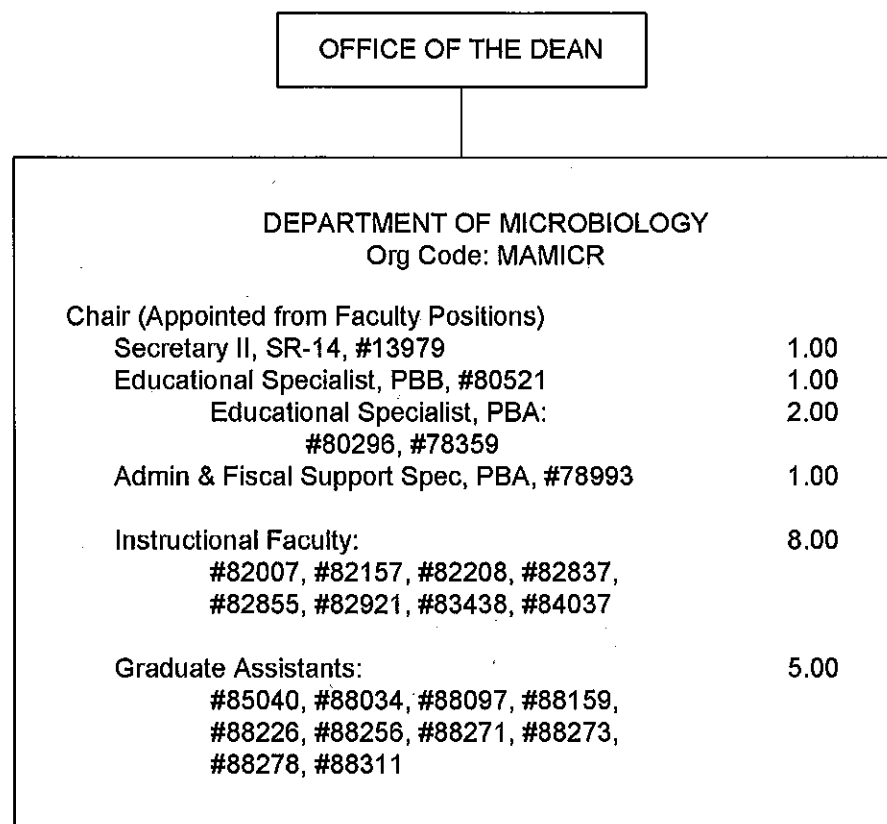 OFFICE OF THE DEAN
DEPARTMENT OF MICROBIOLOGY
Org Code: MAMICR
Chair (Appointed from Faculty Positions)
Secretary II, SR-14, #13979 1.00
Educational Specialist, PBB, #80521 1.00
Educational Specialist, PBA: 2.00
#80296, #78359
Admin & Fiscal Support Spec, PBA, #78993 1.00
Instructional Faculty: 8.00
#82007, #82157, #82208, #82837,
#82855, #82921, #83438, #84037
Graduate Assistants: 5.00
#85040, #88034, #88097, #88159,
#88226, #88256, #88271, #88273,
#88278, #88311